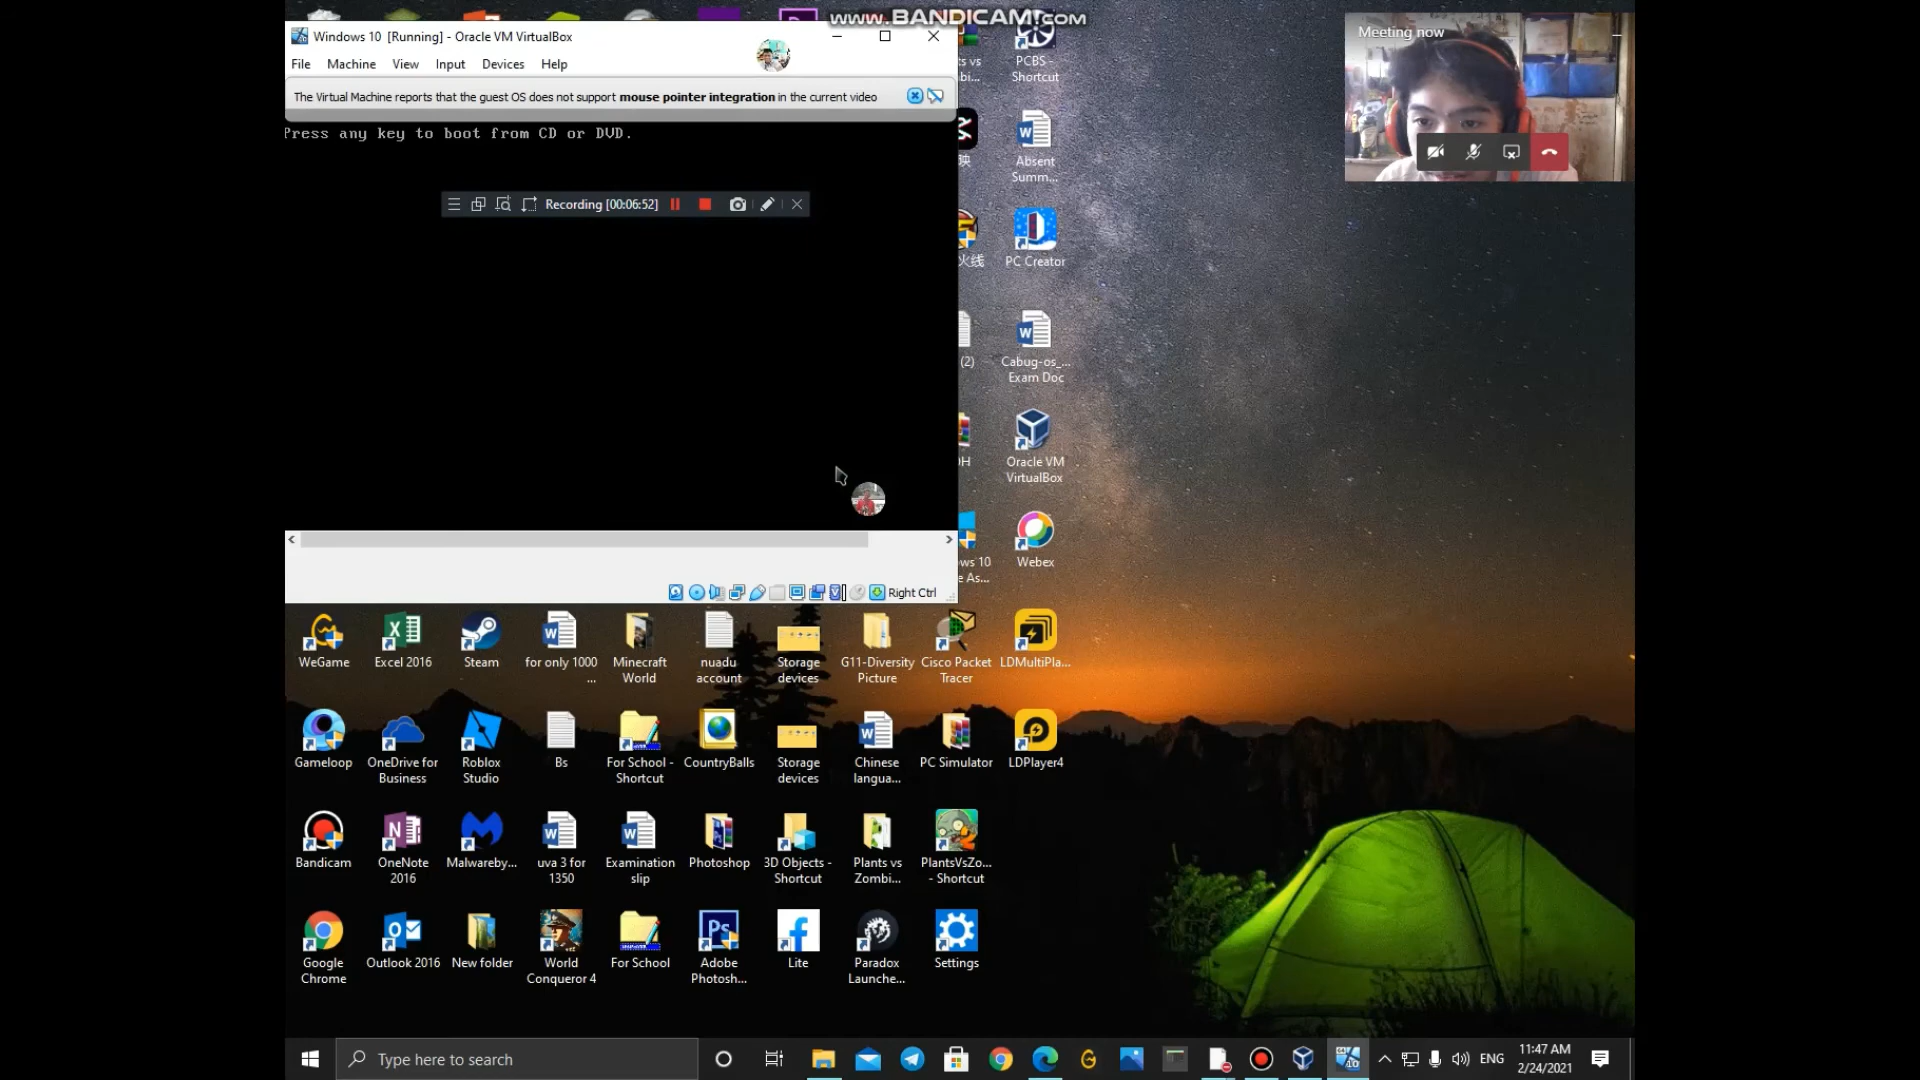 www.BANDICAM.com
Windows 10 [Running] - Oracle VM VirtualBox
File Machine View Input Devices Help
The Virtual Machine reports that the guest OS does not support mouse pointer integration in the current video
Press any key to boot from CD or DVD.
Recording [00:06:52]
Right Ctrl
Meeting now
PCBS -
Shortcut
Absent
Summ...
PC Creator
火线
(2)
Cabug-os_...
Exam Doc
Oracle VM
VirtualBox
Webex
WeGame
Excel 2016
Steam
for only 1000
...
Minecraft
World
nuadu
account
Storage
devices
G11-Diversity
Picture
Cisco Packet
Tracer
LDMultiPla...
Gameloop
OneDrive for
Business
Roblox
Studio
Bs
For School -
Shortcut
CountryBalls
Storage
devices
Chinese
langua...
PC Simulator
LDPlayer4
Bandicam
OneNote
2016
Malwareby...
uva 3 for
1350
Examination
slip
Photoshop
3D Objects -
Shortcut
Plants vs
Zombi...
PlantsVsZo...
- Shortcut
Google
Chrome
Outlook 2016
New folder
World
Conqueror 4
For School
Adobe
Photosh...
Lite
Paradox
Launche...
Settings
Type here to search
ENG
11:47 AM
2/24/2021